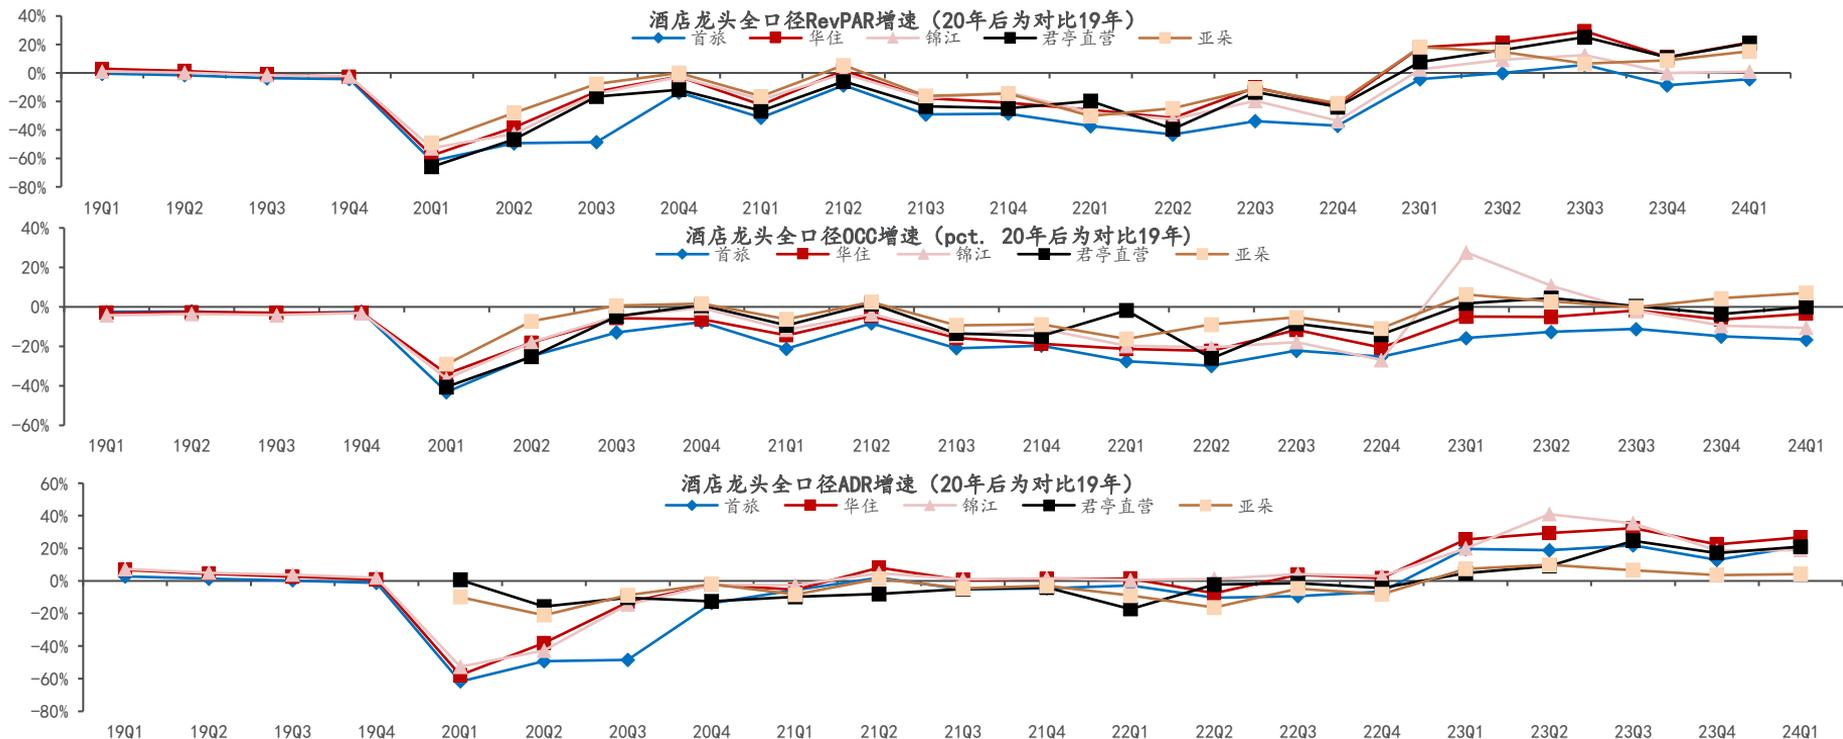 酒店龙头全口径RevPAR增速（20年后为对比19年）
首旅 华住 锦江 君亭直营 亚朵
40%
20%
0%
-20%
-40%
-60%
-80%
19Q1 19Q2 19Q3 19Q4 20Q1 20Q2 20Q3 20Q4 21Q1 21Q2 21Q3 21Q4 22Q1 22Q2 22Q3 22Q4 23Q1 23Q2 23Q3 23Q4 24Q1
酒店龙头全口径OCC增速（pct. 20年后为对比19年）
首旅 华住 锦江 君亭直营 亚朵
40%
20%
0%
-20%
-40%
-60%
19Q1 19Q2 19Q3 19Q4 20Q1 20Q2 20Q3 20Q4 21Q1 21Q2 21Q3 21Q4 22Q1 22Q2 22Q3 22Q4 23Q1 23Q2 23Q3 23Q4 24Q1
酒店龙头全口径ADR增速（20年后为对比19年）
首旅 华住 锦江 君亭直营 亚朵
60%
40%
20%
0%
-20%
-40%
-60%
-80%
19Q1 19Q2 19Q3 19Q4 20Q1 20Q2 20Q3 20Q4 21Q1 21Q2 21Q3 21Q4 22Q1 22Q2 22Q3 22Q4 23Q1 23Q2 23Q3 23Q4 24Q1